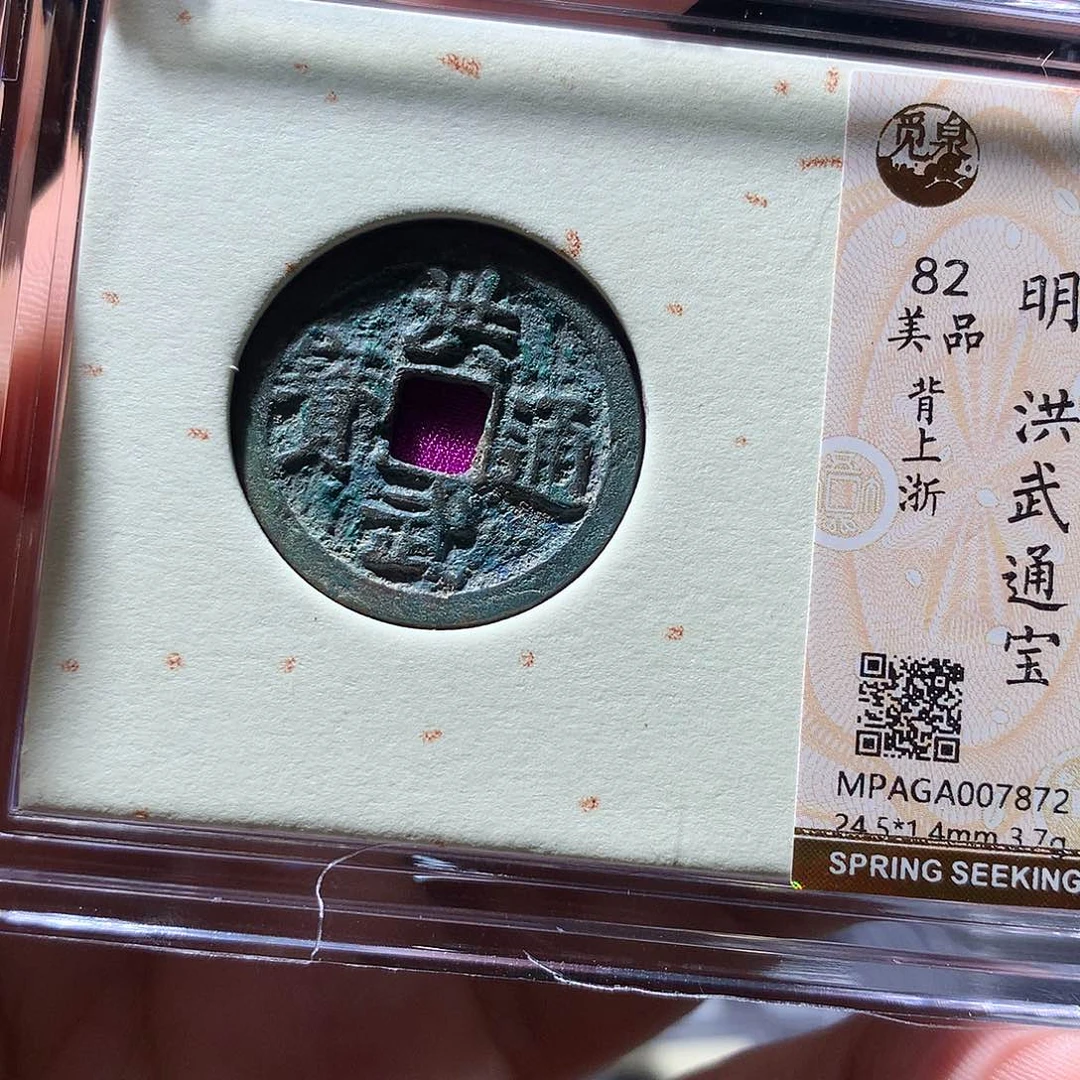 洪武通寶
覓泉
明 洪武通宝
82
美品
背上浙
MPAGA007872
24.5*1.4mm 3.7g
SPRING SEEKING